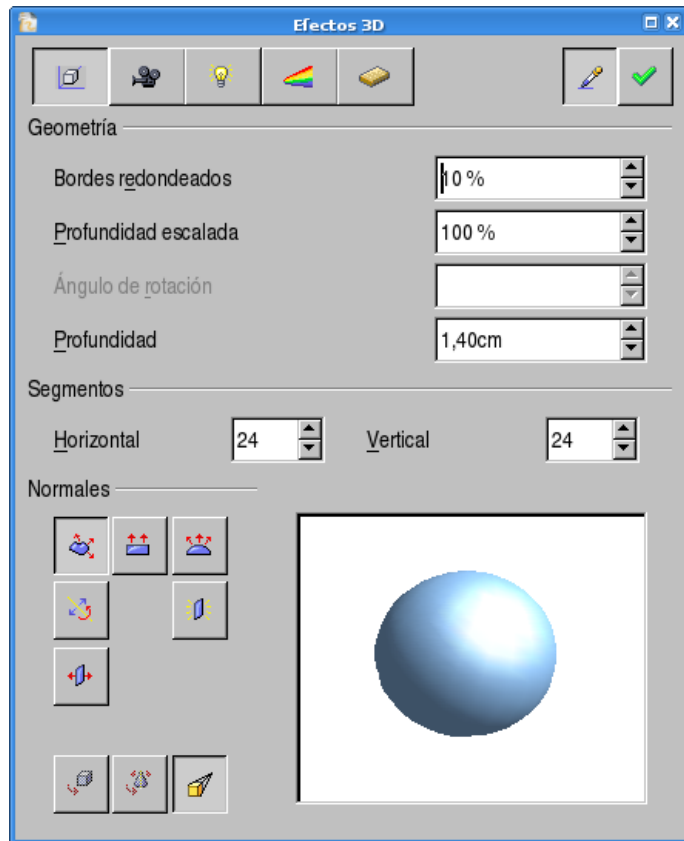 Efectos 3D
Geometría
Bordes redondeados 10 %
Profundidad escalada 100 %
Ángulo de rotación
Profundidad 1,40cm
Segmentos
Horizontal 24 Vertical 24
Normales